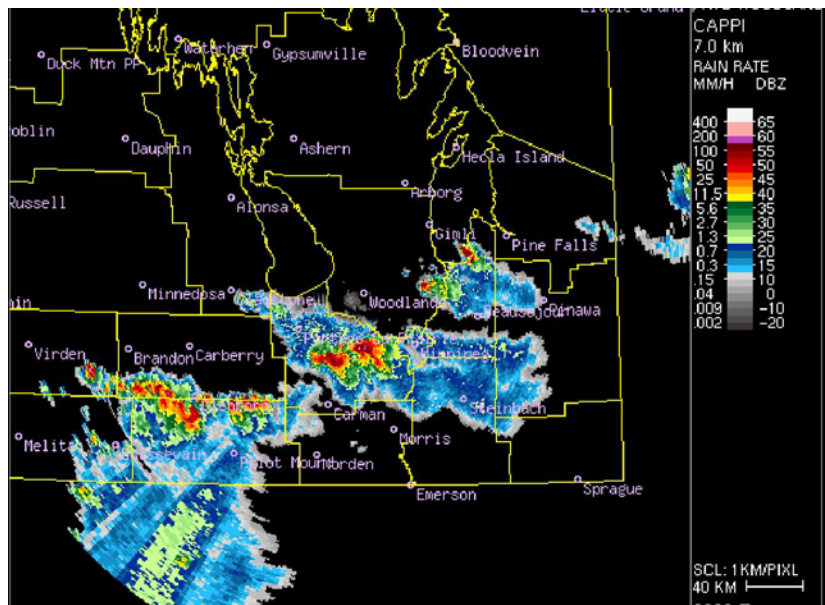 CAPPI
7.0 km
RAIN RATE
MM/H DBZ
400 65
200 60
100 55
50 50
25 45
11.5 40
5.6 35
2.7 30
1.3 25
0.7 20
0.3 15
.15 10
.04 0
.009 -10
.002 -20
SCL: 1KM/PIXL
40 KM
Waterhen
Gypsumville
Bloodvein
Duck Mtn PP
oblin
Dauphin
Ashern
Hecla Island
Arborg
Russell
Alonsa
Gimli
Pine Falls
Minnedosa
Woodlands
Pinawa
Virden
Brandon
Carberry
Winnipeg
Carman
Steinbach
Melita
Morris
Pilot Mound
Morden
Emerson
Sprague